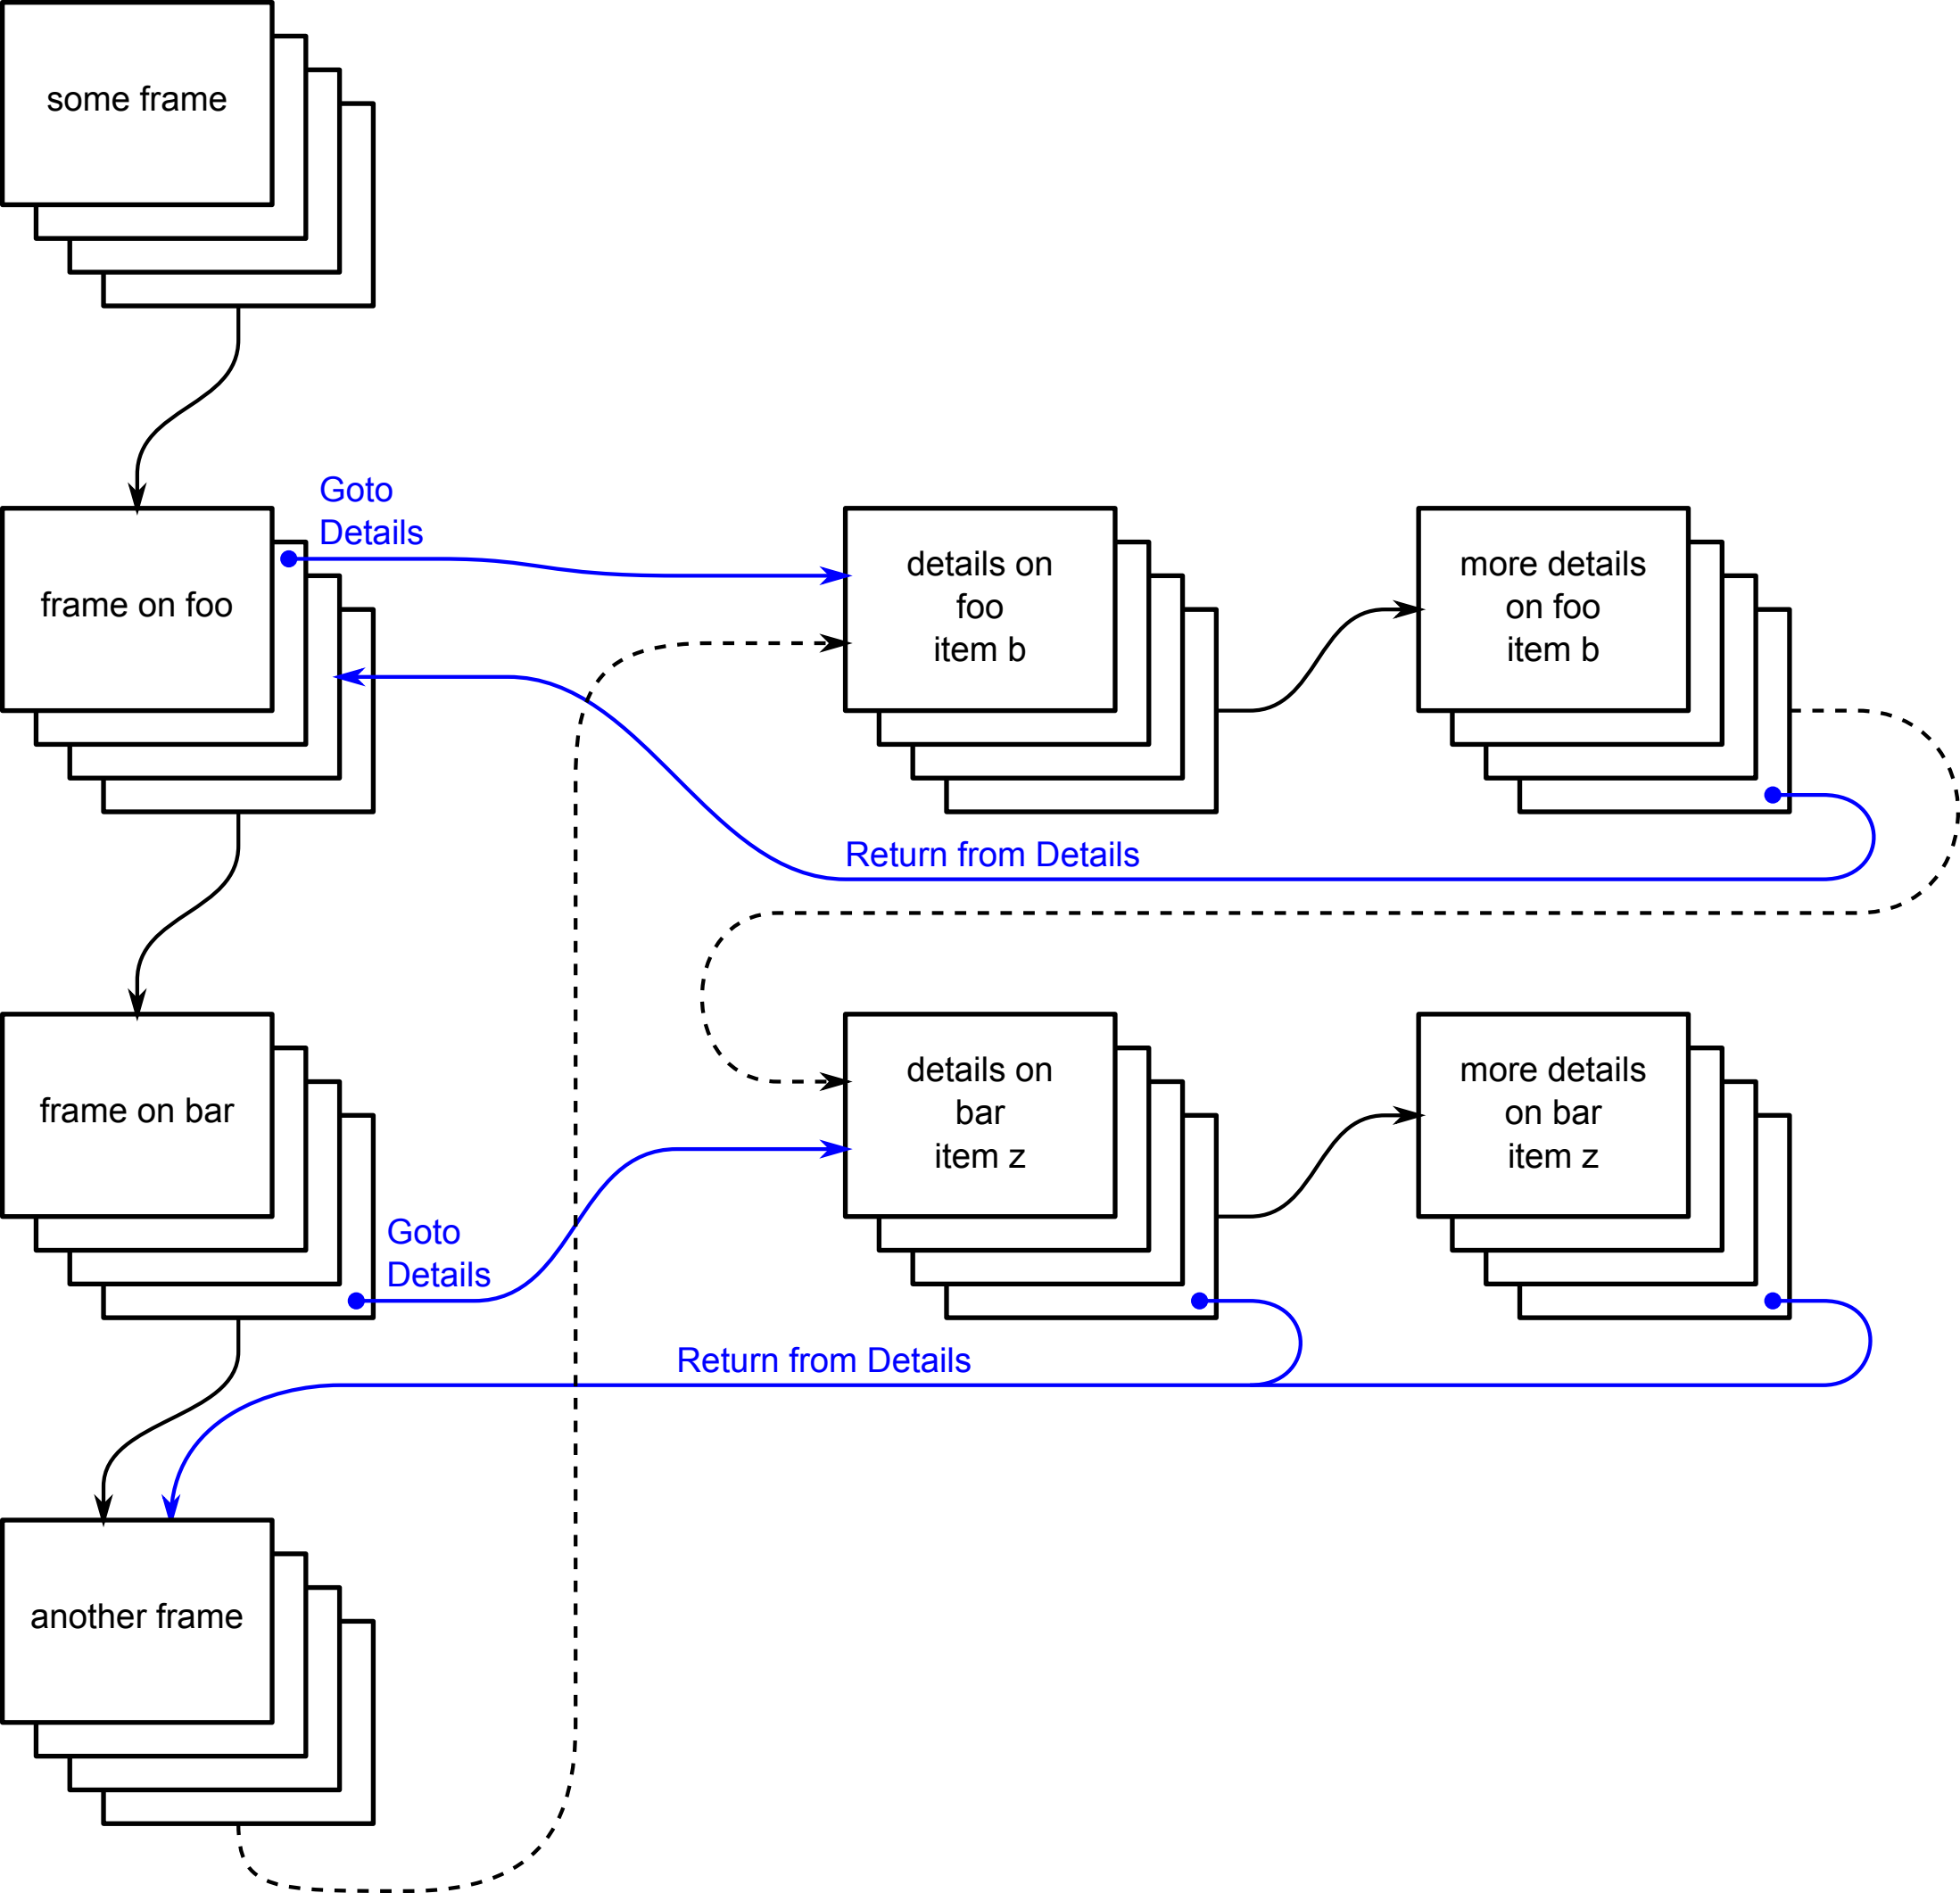 some frame
Goto
Details
frame on foo
details on
foo
item b
more details
on foo
item b
Return from Details
frame on bar
details on
bar
item z
more details
on bar
item z
Goto
Details
Return from Details
another frame